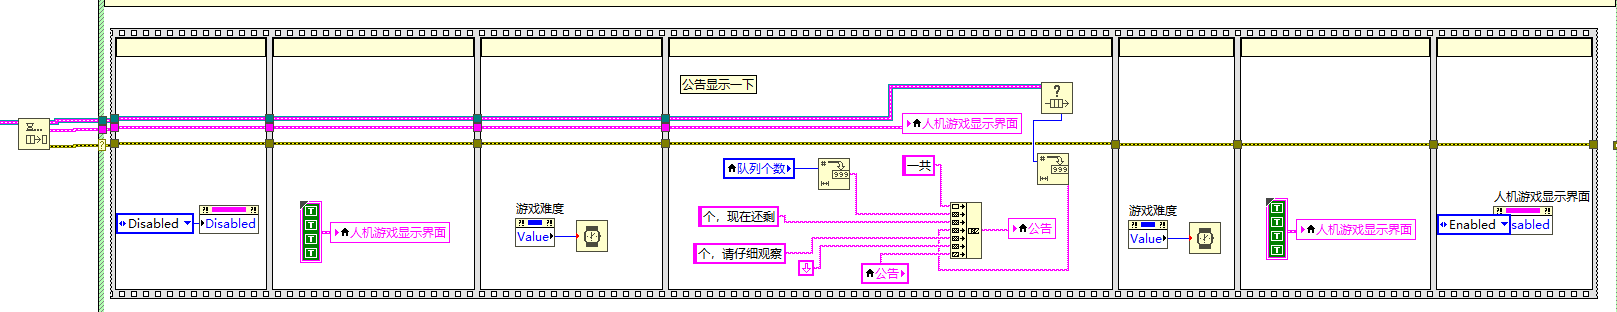 公告显示一下
?
人机游戏显示界面
?
队列个数
#
999
一共
#
999
Disabled
Disabled
T
T
T
T
人机游戏显示界面
游戏难度
Value
个，现在还剩
个，请仔细观察
公告
公告
游戏难度
Value
T
T
T
T
人机游戏显示界面
人机游戏显示界面
Enabled
sabled